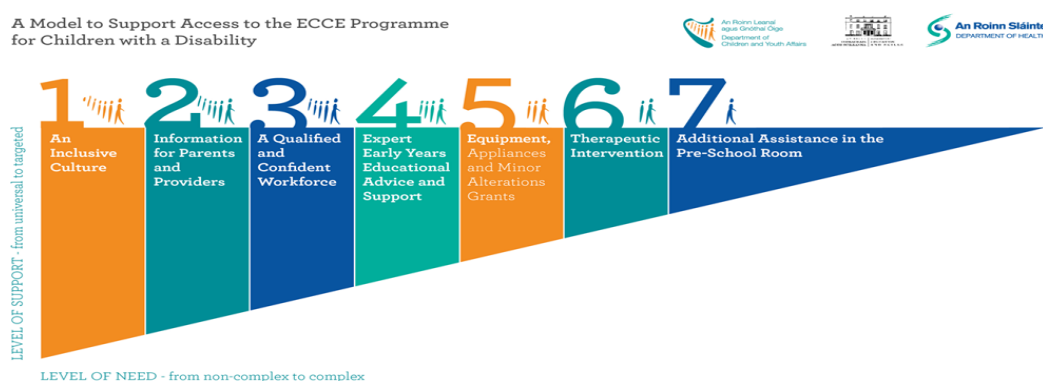 A Model to Support Access to the ECCE Programme
for Children with a Disability
An Roinn Leanaí
agus Gnóthaí Óige
Department of
Children and Youth Affairs
An Roinn Sláinte
DEPARTMENT OF HEALTH
1
An
Inclusive
Culture
2
Information
for Parents
and
Providers
3
A Qualified
and
Confident
Workforce
4
Expert
Early Years
Educational
Advice and
Support
5
Equipment,
Appliances
and Minor
Alterations
Grants
6
Therapeutic
Intervention
7
Additional Assistance in the
Pre-School Room
LEVEL OF SUPPORT - from universal to targeted
LEVEL OF NEED - from non-complex to complex